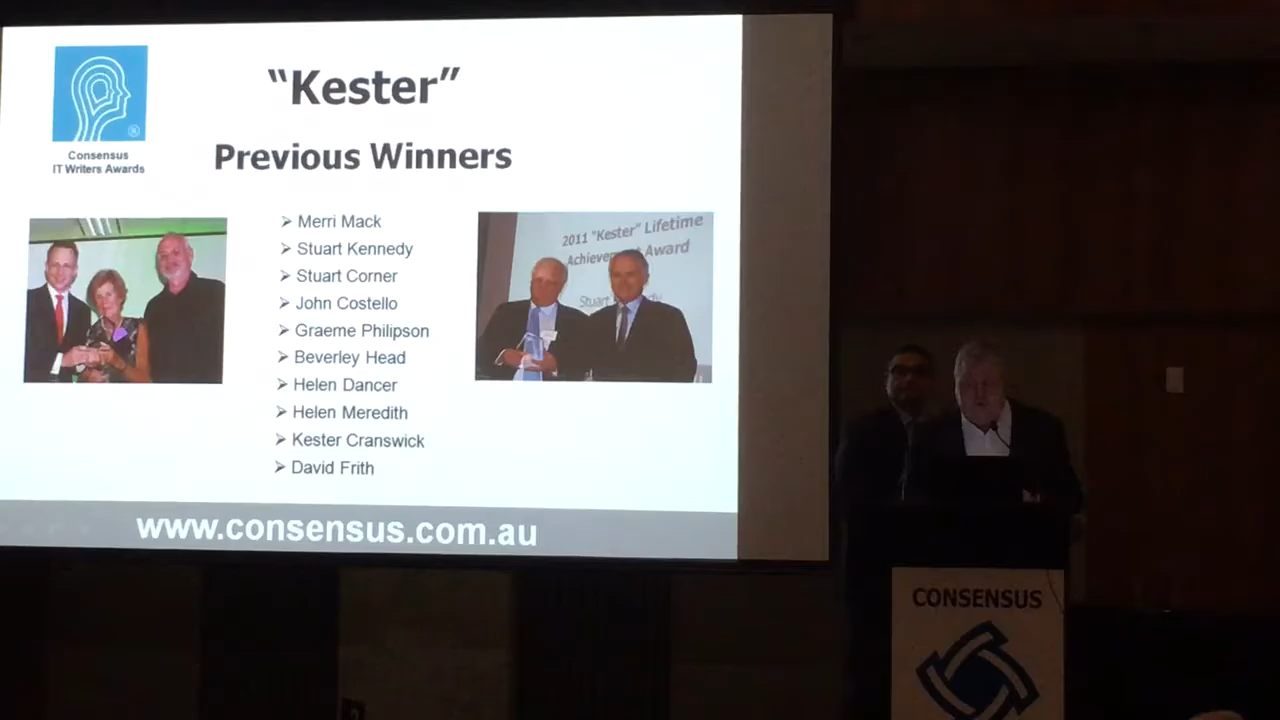 "Kester"
Previous Winners
Consensus
IT Writers Awards
®
➢ Merri Mack
➢ Stuart Kennedy
➢ Stuart Corner
➢ John Costello
➢ Graeme Philipson
➢ Beverley Head
➢ Helen Dancer
➢ Helen Meredith
➢ Kester Cranswick
➢ David Frith
2011 "Kester" Lifetime
Award
Stuart
www.consensus.com.au
CONSENSUS